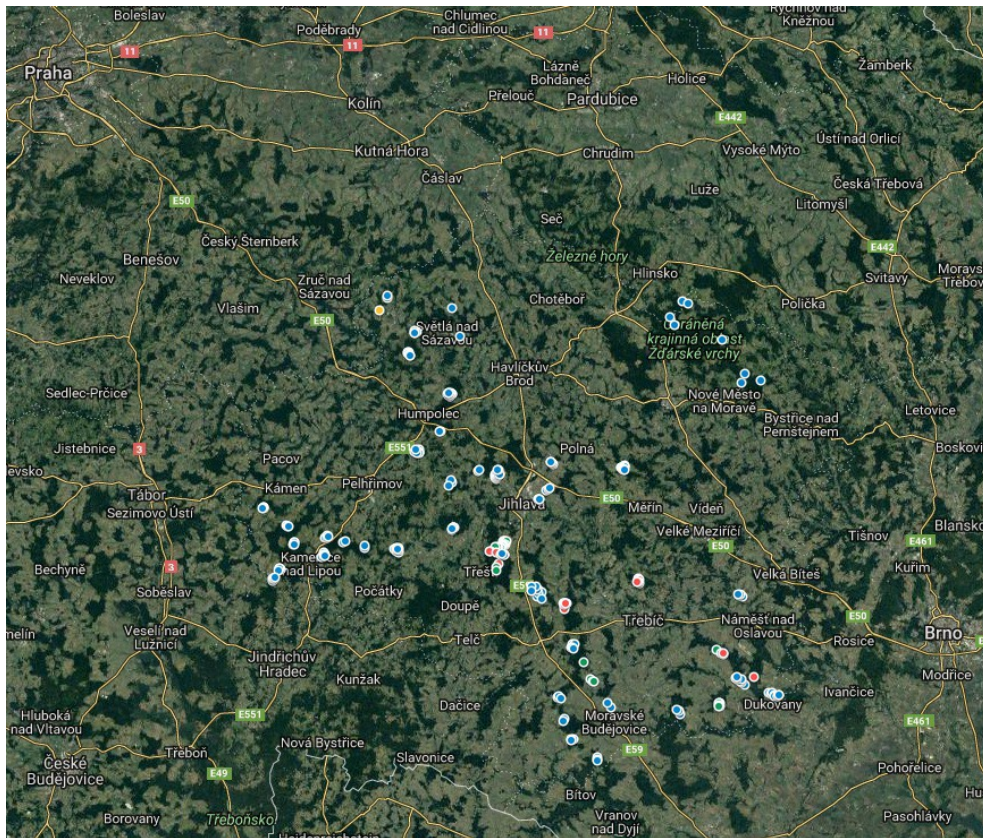 Boleslav
Poděbrady
Chlumec
nad Cidlinou
Rychnov nad
Kněžnou
11
11
11
Praha
Lázně
Bohdaneč
Žamberk
Holice
Kolín
Přelouč
Pardubice
E442
Kutná Hora
Chrudim
Vysoké Mýto
Ústí nad Orlicí
Čáslav
Česká Třebová
E50
Luže
Litomyšl
Seč
Český Šternberk
E442
Benešov
Železné hory
Neveklov
Zruč nad
Sázavou
Hlinsko
Svitavy
Moravs
Třebov
Vlašim
Chotěboř
Polička
E50
Světlá nad
Sázavou
Chráněná
krajinná oblast
Žďárské vrchy
Havlíčkův
Brod
Sedlec-Prčice
Nové Město
na Moravě
Humpolec
Letovice
Bystřice nad
Pernštejnem
Jistebnice
3
E551
Polná
Boskovi
Pacov
evsko
Kámen
Pelhřimov
Tábor
Sezimovo Ústí
Jihlava
E50
Měřín
Vídeň
Velké Meziříčí
Tišnov
Blansko
E461
Kamenice
nad Lipou
E50
Bechyně
3
Třešť
Velká Bíteš
Kuřim
Soběslav
Počátky
Doupě
Třebíč
Náměšť nad
Oslavou
E50
Brno
melín
Veselí nad
Lužnicí
Telč
Rosice
Jindřichův
Hradec
Kunžak
Modřice
Ivančice
Hluboká
nad Vltavou
E551
Dačice
Moravské
Budějovice
Dukovany
E461
Třeboň
Nová Bystřice
E59
České
Budějovice
E49
Slavonice
Pohořelice
Bítov
Borovany
Třeboňsko
Vranov
nad Dyjí
Pasohlávky